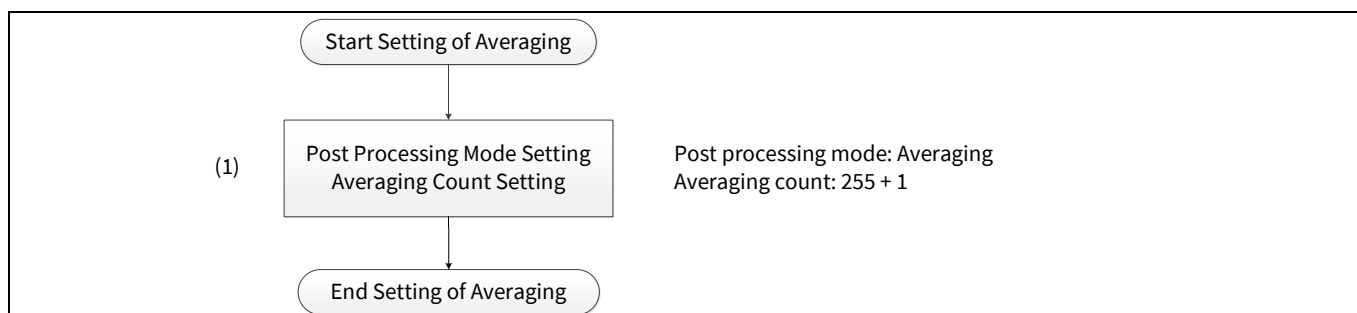 Start Setting of Averaging
(1)
Post Processing Mode Setting
Averaging Count Setting
Post processing mode: Averaging
Averaging count: 255 + 1
End Setting of Averaging